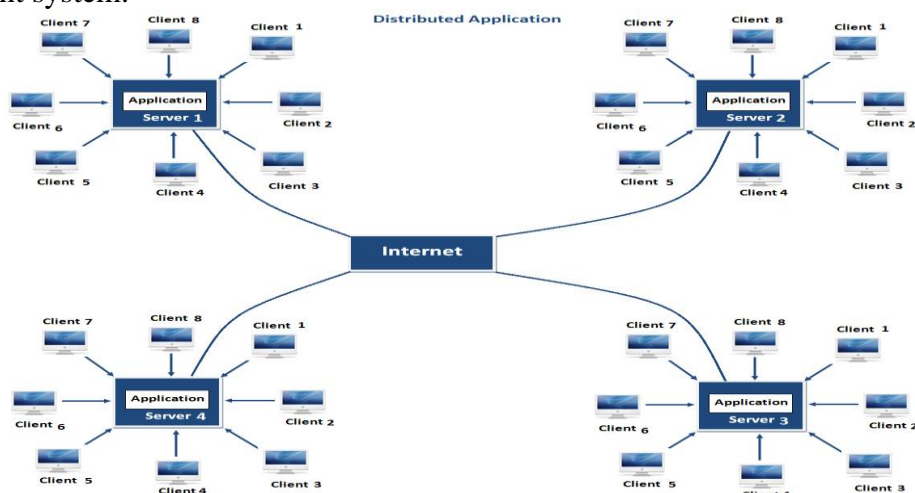 nt system.
Distributed Application
Client 7
Client 8
Client 1
Client 6
Application
Server 1
Client 2
Client 5
Client 4
Client 3
Client 7
Client 8
Client 1
Client 6
Application
Server 2
Client 2
Client 5
Client 4
Client 3
Internet
Client 7
Client 8
Client 1
Client 6
Application
Server 4
Client 2
Client 5
Client 4
Client 3
Client 7
Client 8
Client 1
Client 6
Application
Server 3
Client 2
Client 5
Client 3